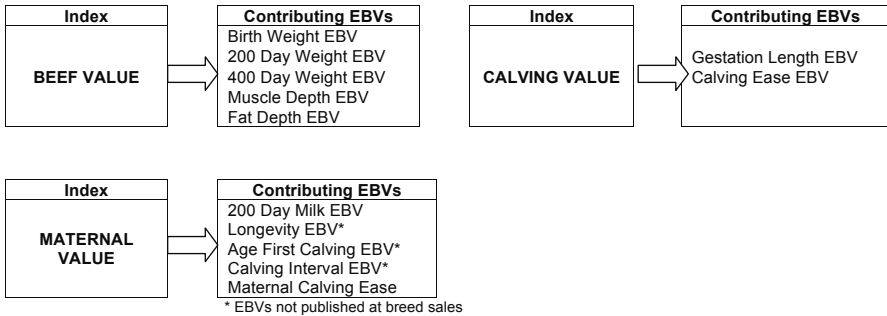 Index
Contributing EBVs
BEEF VALUE
Birth Weight EBV
200 Day Weight EBV
400 Day Weight EBV
Muscle Depth EBV
Fat Depth EBV
Index
Contributing EBVs
CALVING VALUE
Gestation Length EBV
Calving Ease EBV
Index
Contributing EBVs
MATERNAL
VALUE
200 Day Milk EBV
Longevity EBV*
Age First Calving EBV*
Calving Interval EBV*
Maternal Calving Ease
* EBVs not published at breed sales